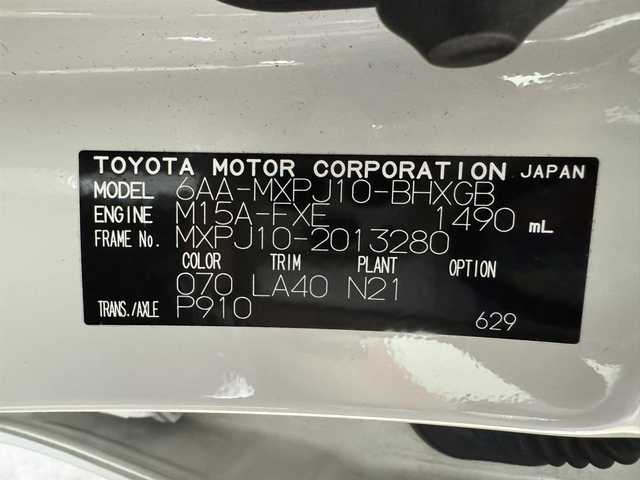 TOYOTA MOTOR CORPORATION JAPAN
MODEL 6AA-MXPJ10-BHXGB
ENGINE M15A-FXE 1490 mL
FRAME No. MXPJ10-2013280
COLOR TRIM PLANT OPTION
070 LA40 N21
TRANS./AXLE P910 629